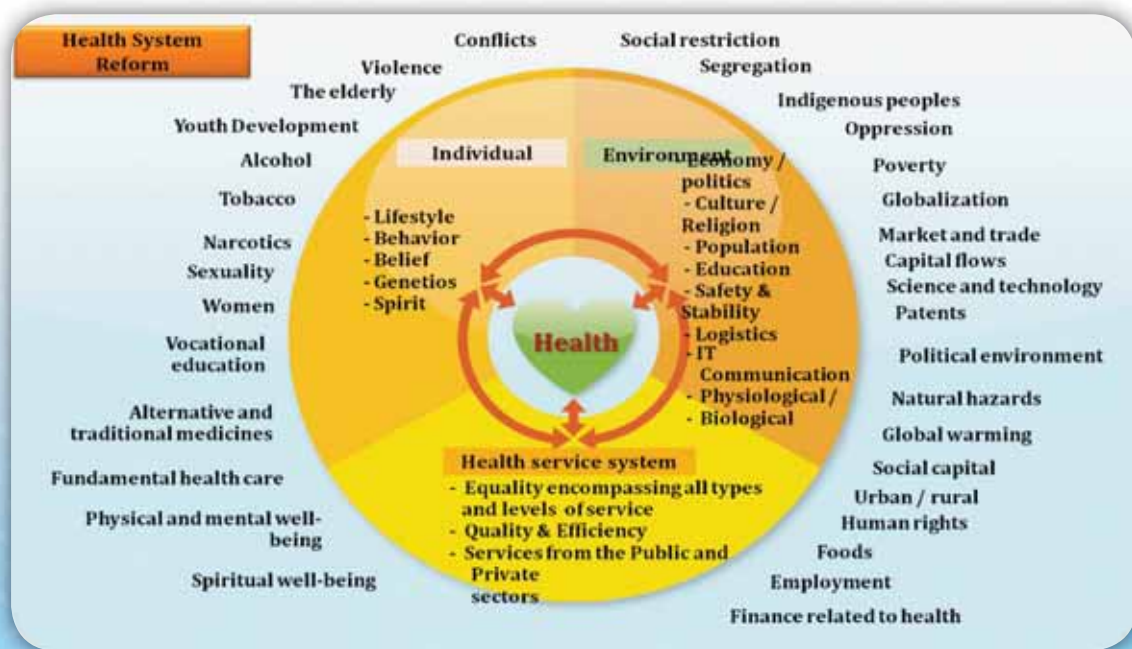 Health System
Reform
Conflicts
Violence
The elderly
Youth Development
Alcohol
Tobacco
Narcotics
Sexuality
Women
Vocational
education
Alternative and
traditional medicines
Fundamental health care
Physical and mental well-
being
Spiritual well-being
Social restriction
Segregation
Indigenous peoples
Oppression
Poverty
Globalization
Market and trade
Capital flows
Science and technology
Patents
Political environment
Natural hazards
Global warming
Social capital
Urban / rural
Human rights
Foods
Employment
Finance related to health
Individual
- Lifestyle
- Behavior
- Belief
- Genetios
- Spirit
Environment
- Economy /
politics
- Culture /
Religion
- Population
- Education
- Safety &
Stability
- Logistics
- IT
Communication
- Physiological /
- Biological
Health
Health service system
- Equality encompassing all types
and levels of service
- Quality & Efficiency
- Services from the Public and
Private
sectors